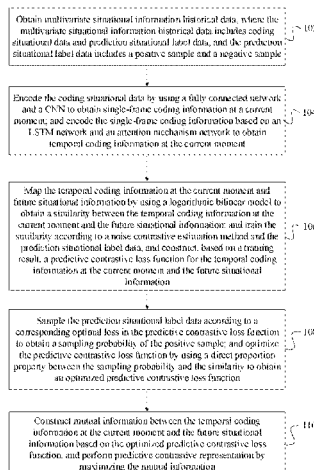 Obtain multivariate situational information historical data, where the
multivariate situational information historical data includes coding
situational data and prediction situational label data, and the prediction
situational label data includes a positive sample and a negative sample
Encode the coding situational data by using a fully connected network
and a CNN to obtain single-frame coding information at a current
moment; and encode the single-frame coding information based on an
LSTM network and an attention mechanism network to obtain
temporal coding information at the current moment
Map the temporal coding information at the current moment and
future situational information by using a logarithmic bilinear model to
obtain a similarity between the temporal coding information at the
current moment and the future situational information; and train the
similarity according to a noise contrastive estimation method and the
prediction situational label data, and construct, based on a training
result, a predictive contrastive loss function for the temporal coding
information at the current moment and the future situational
information
Sample the prediction situational label data according to a
corresponding optimal loss in the predictive contrastive loss function
to obtain a sampling probability of the positive sample; and optimize
the predictive contrastive loss function by using a direct proportion
property between the sampling probability and the similarity to obtain
an optimized predictive contrastive loss function
108
Construct mutual information between the temporal coding
information at the current moment and the future situational
information based on the optimized predictive contrastive loss
function, and perform predictive contrastive representation by
maximizing the mutual information